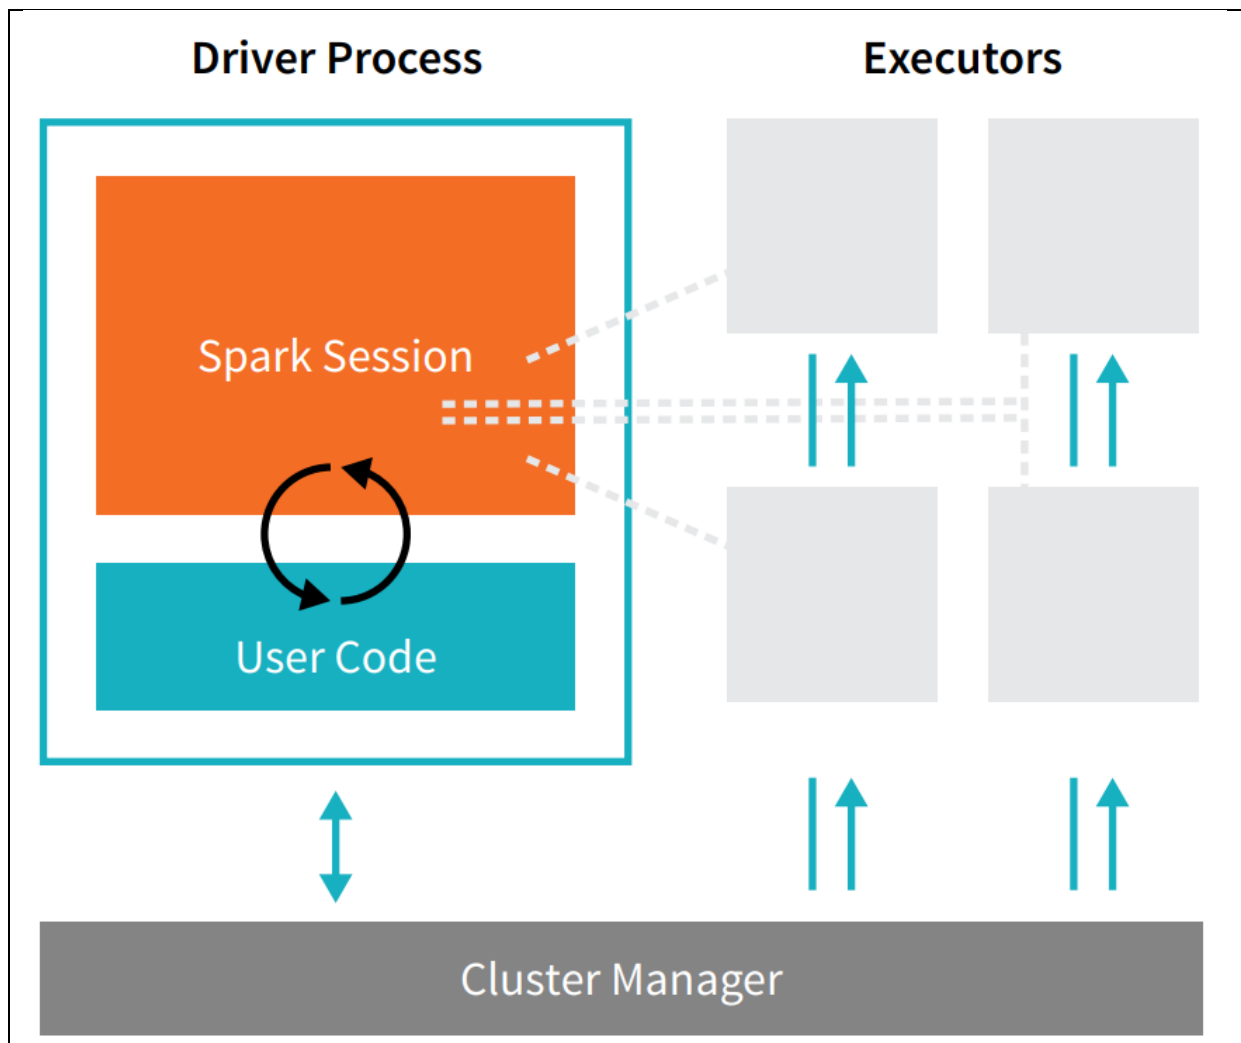 Driver Process
Executors
Spark Session
User Code
Cluster Manager